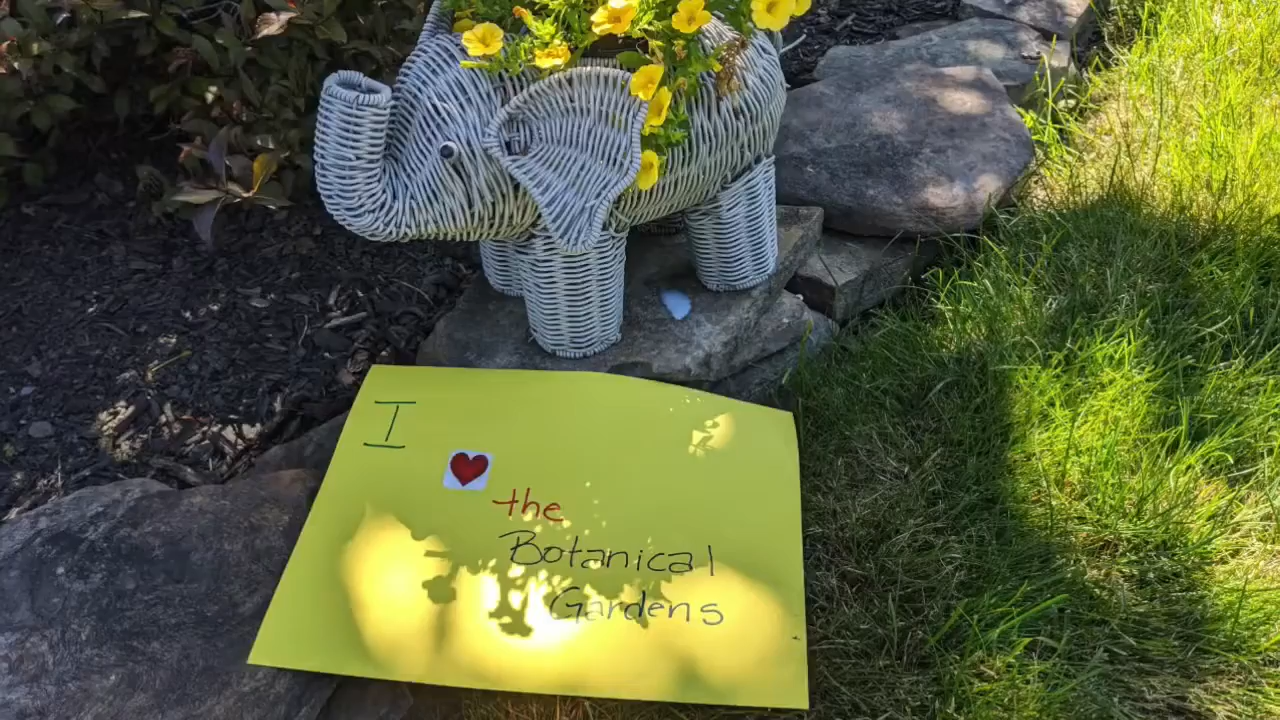 I
❤
the
Botanical
Gardens